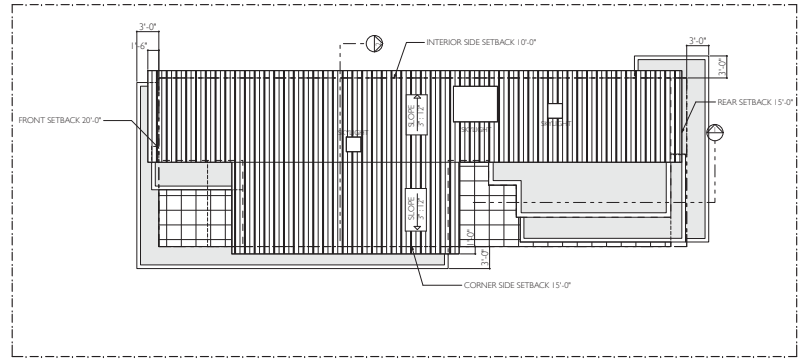 3'-0"
1'-6"
INTERIOR SIDE SETBACK 10'-0"
3'-0"
3'-0"
SLOPE
3" : 12"
SKYLIGHT
SKYLIGHT
SKYLIGHT
REAR SETBACK 15'-0"
FRONT SETBACK 20'-0"
SLOPE
3" : 12"
1'-0"
3'-0"
CORNER SIDE SETBACK 15'-0"